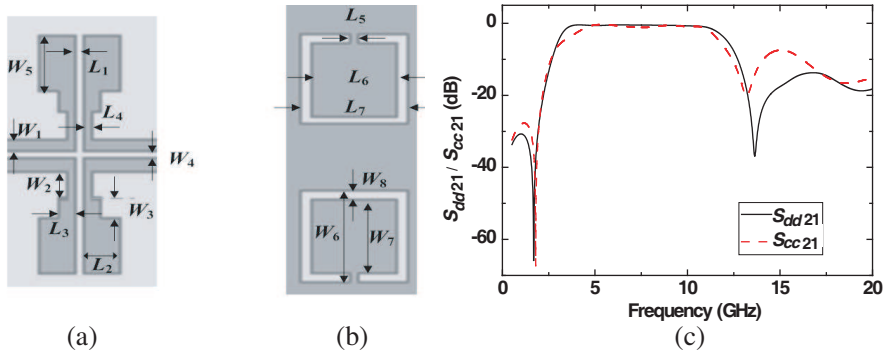 W5
L1
L4
W1
W4
W2
W3
L3
L2
(a)
L5
L6
L7
W8
W6
W7
(b)
Sdd21/Scc21 (dB)
0
-20
-40
-60
0 5 10 15 20
Frequency (GHz)
Sdd21
Scc21
(c)